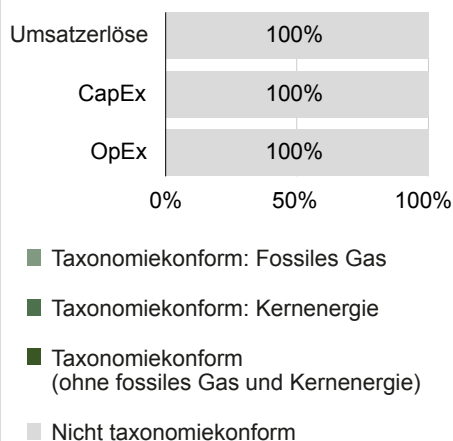 Umsatzerlöse 100%
CapEx 100%
OpEx 100%
0% 50% 100%
Taxonomiekonform: Fossiles Gas
Taxonomiekonform: Kernenergie
Taxonomiekonform
(ohne fossiles Gas und Kernenergie)
Nicht taxonomiekonform